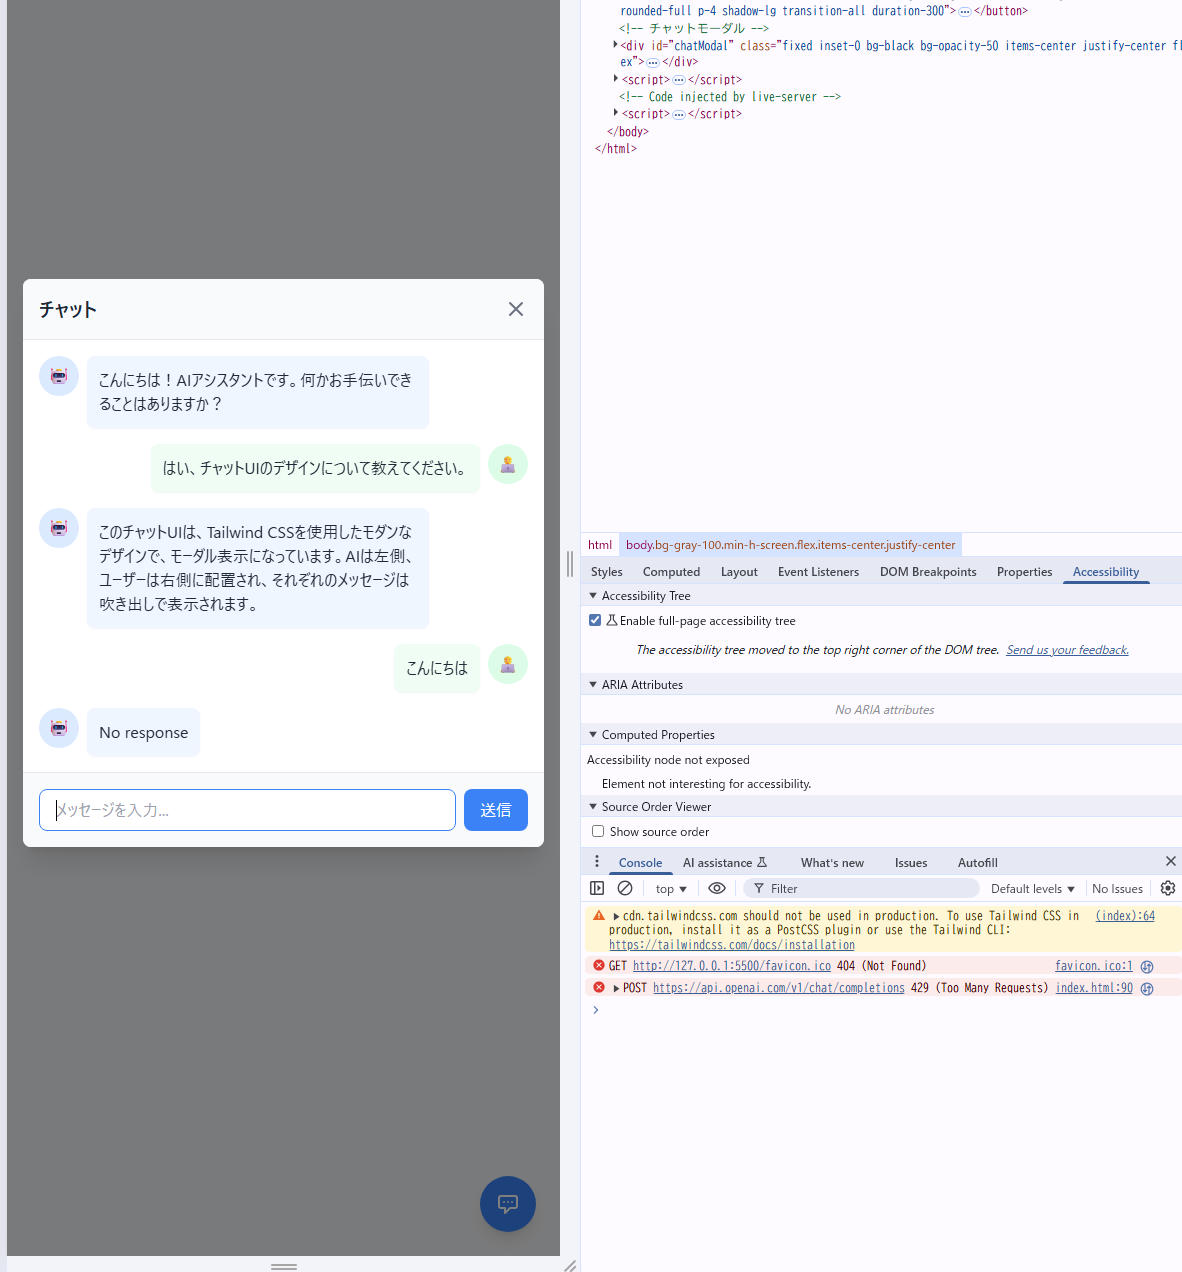 チャット
こんにちは！AIアシスタントです。何かお手伝いでき
ることはありますか？
はい、チャットUIのデザインについて教えてください。
このチャットUIは、Tailwind CSSを使用したモダンな
デザインで、モーダル表示になっています。AIは左側、
ユーザーは右側に配置され、それぞれのメッセージは
吹き出しで表示されます。
こんにちは
No response
メッセージを入力...
送信
rounded-full p-4 shadow-lg transition-all duration-300">…</button>
<!-- チャットモーダル -->
<div id="chatModal" class="fixed inset-0 bg-black bg-opacity-50 items-center justify-center fl
ex">…</div>
<script>…</script>
<!-- Code injected by live-server -->
<script>…</script>
</body>
</html>
html body.bg-gray-100.min-h-screen.flex.items-center.justify-center
Styles Computed Layout Event Listeners DOM Breakpoints Properties Accessibility
Accessibility Tree
Enable full-page accessibility tree
The accessibility tree moved to the top right corner of the DOM tree. Send us your feedback.
ARIA Attributes
No ARIA attributes
Computed Properties
Accessibility node not exposed
Element not interesting for accessibility.
Source Order Viewer
Show source order
Console AI assistance What's new Issues Autofill
top Filter Default levels No Issues
cdn.tailwindcss.com should not be used in production. To use Tailwind CSS in (index):64
production, install it as a PostCSS plugin or use the Tailwind CLI:
https://tailwindcss.com/docs/installation
GET http://127.0.0.1:5500/favicon.ico 404 (Not Found) favicon.ico:1
POST https://api.openai.com/v1/chat/completions 429 (Too Many Requests) index.html:90